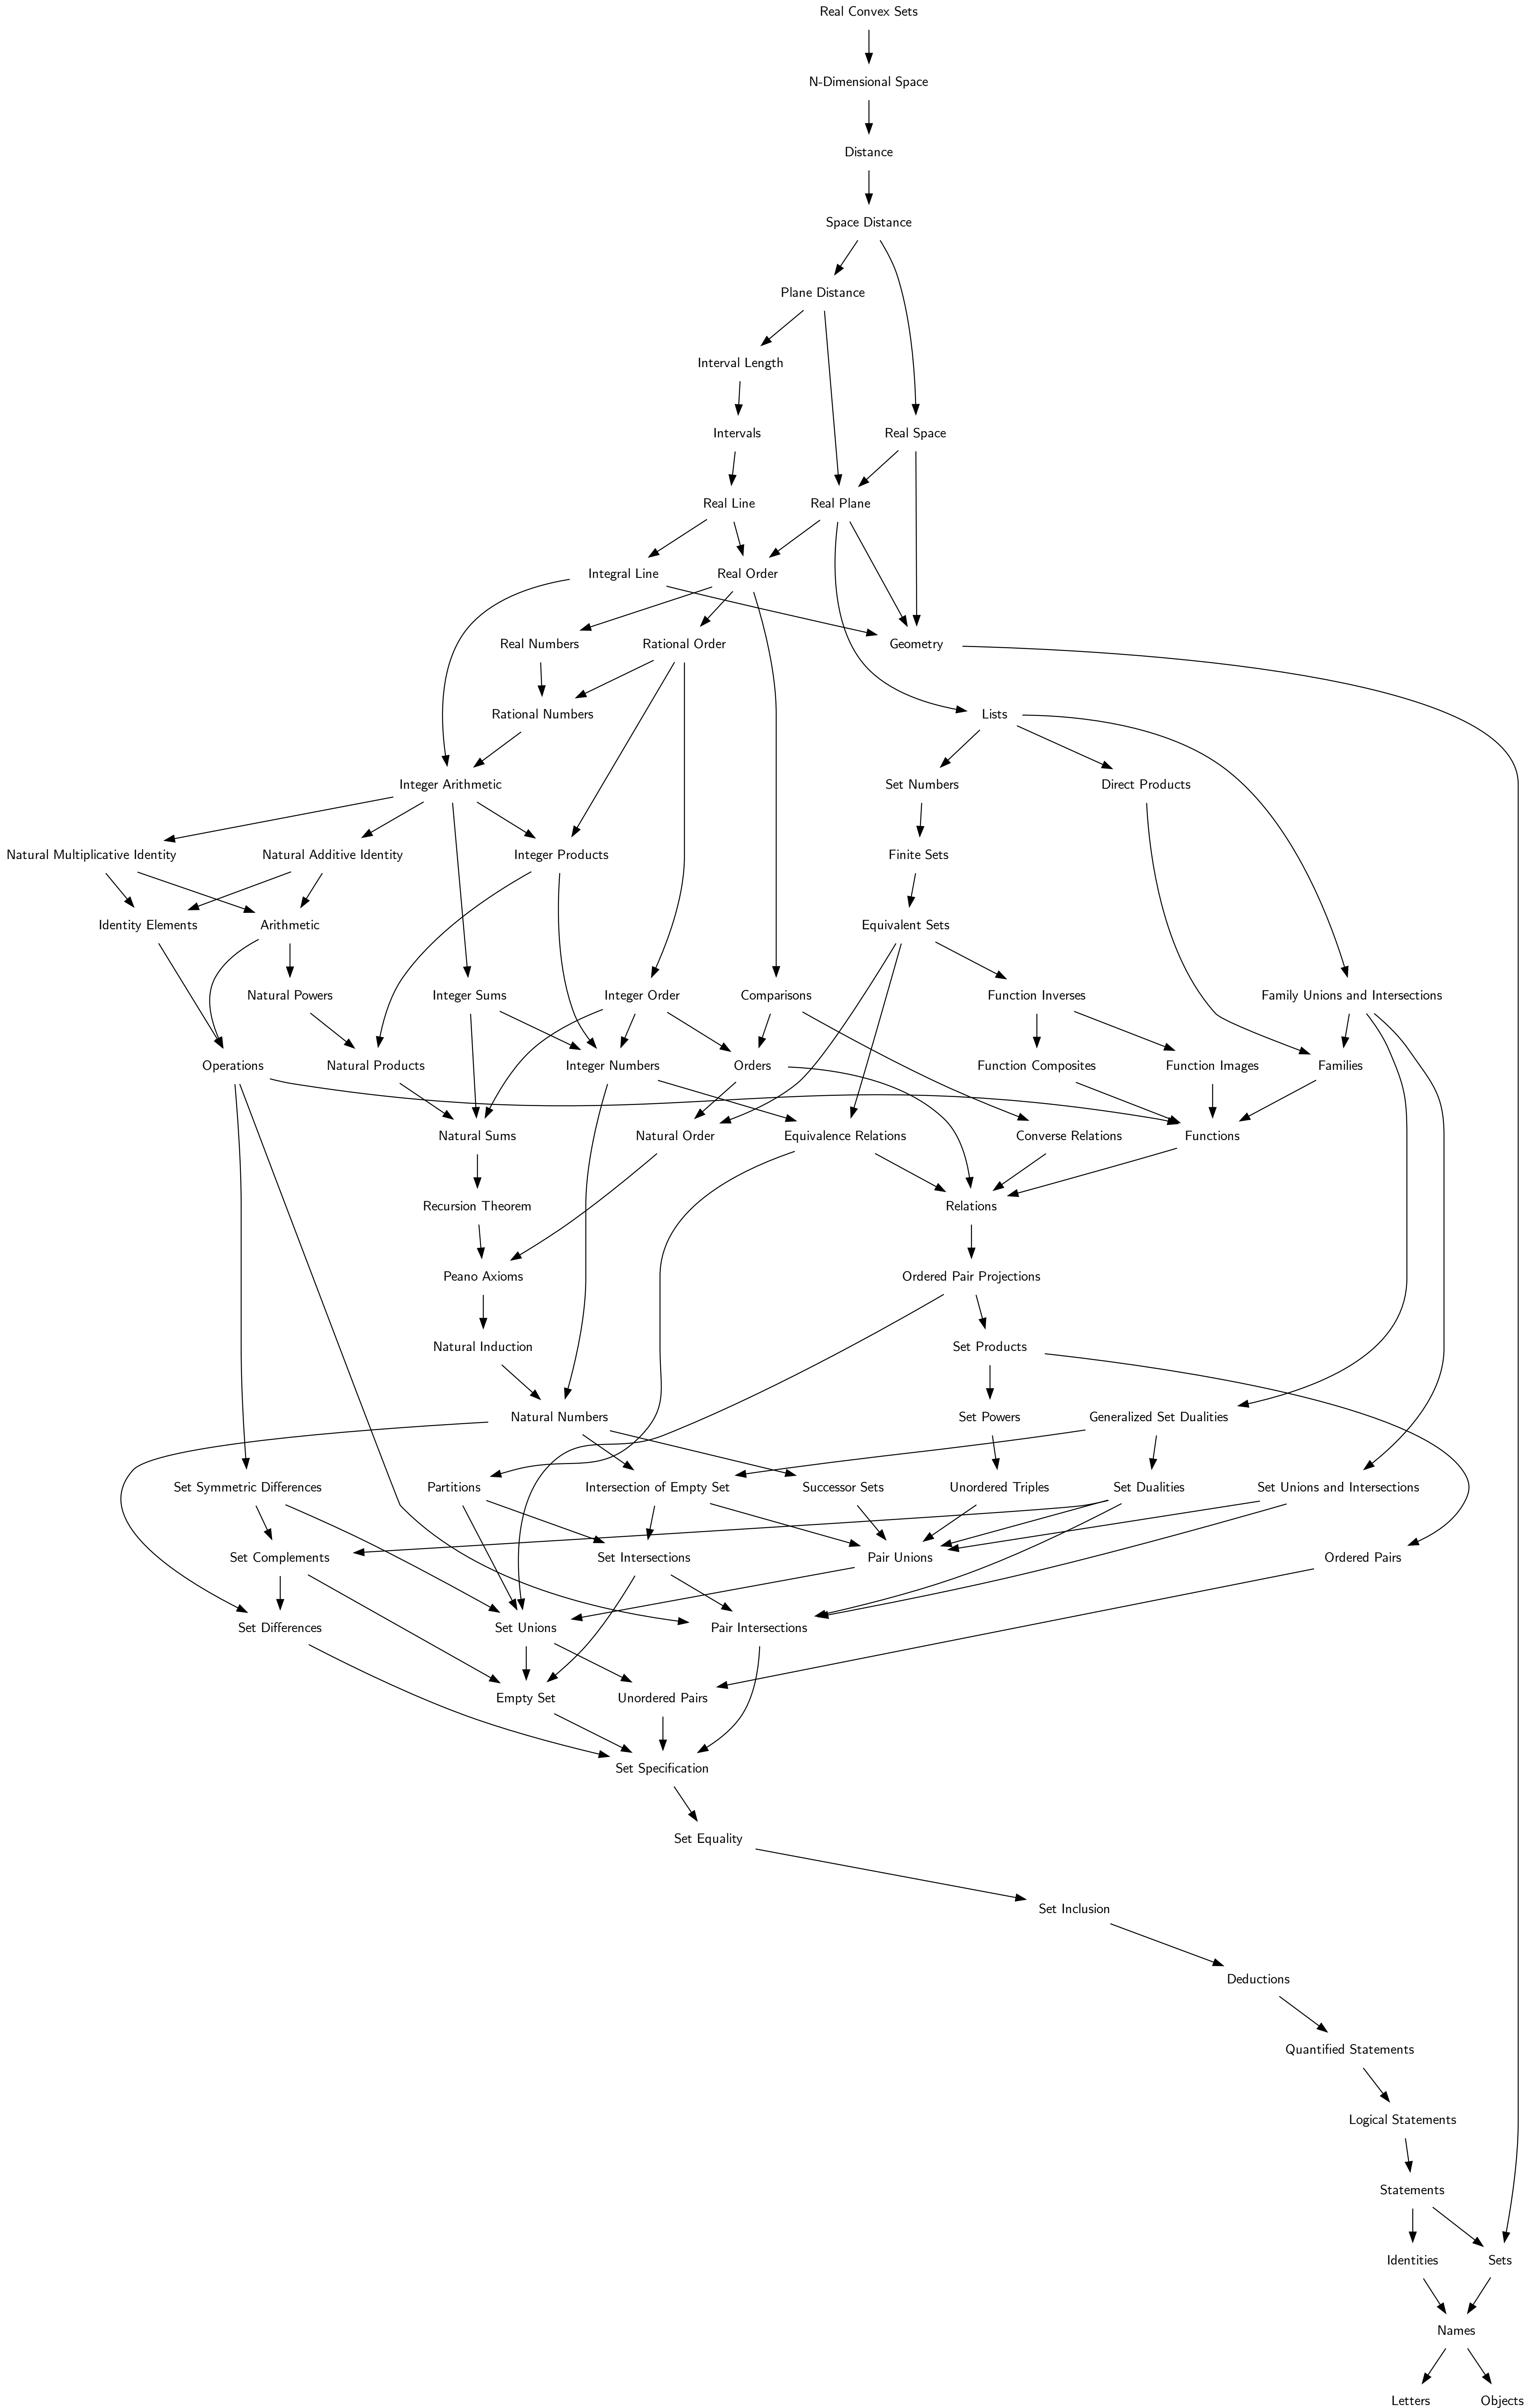 Real Convex Sets
N-Dimensional Space
Distance
Space Distance
Plane Distance
Interval Length
Intervals
Real Space
Real Line
Real Plane
Integral Line
Real Order
Real Numbers
Rational Order
Geometry
Rational Numbers
Lists
Integer Arithmetic
Set Numbers
Direct Products
Natural Multiplicative Identity
Natural Additive Identity
Integer Products
Finite Sets
Identity Elements
Arithmetic
Equivalent Sets
Natural Powers
Integer Sums
Integer Order
Comparisons
Function Inverses
Family Unions and Intersections
Operations
Natural Products
Integer Numbers
Orders
Function Composites
Function Images
Families
Natural Sums
Natural Order
Equivalence Relations
Converse Relations
Functions
Recursion Theorem
Relations
Peano Axioms
Ordered Pair Projections
Natural Induction
Set Products
Natural Numbers
Set Powers
Generalized Set Dualities
Set Symmetric Differences
Partitions
Intersection of Empty Set
Successor Sets
Unordered Triples
Set Dualities
Set Unions and Intersections
Set Complements
Set Intersections
Pair Unions
Ordered Pairs
Set Differences
Set Unions
Pair Intersections
Empty Set
Unordered Pairs
Set Specification
Set Equality
Set Inclusion
Deductions
Quantified Statements
Logical Statements
Statements
Identities
Sets
Names
Letters
Objects